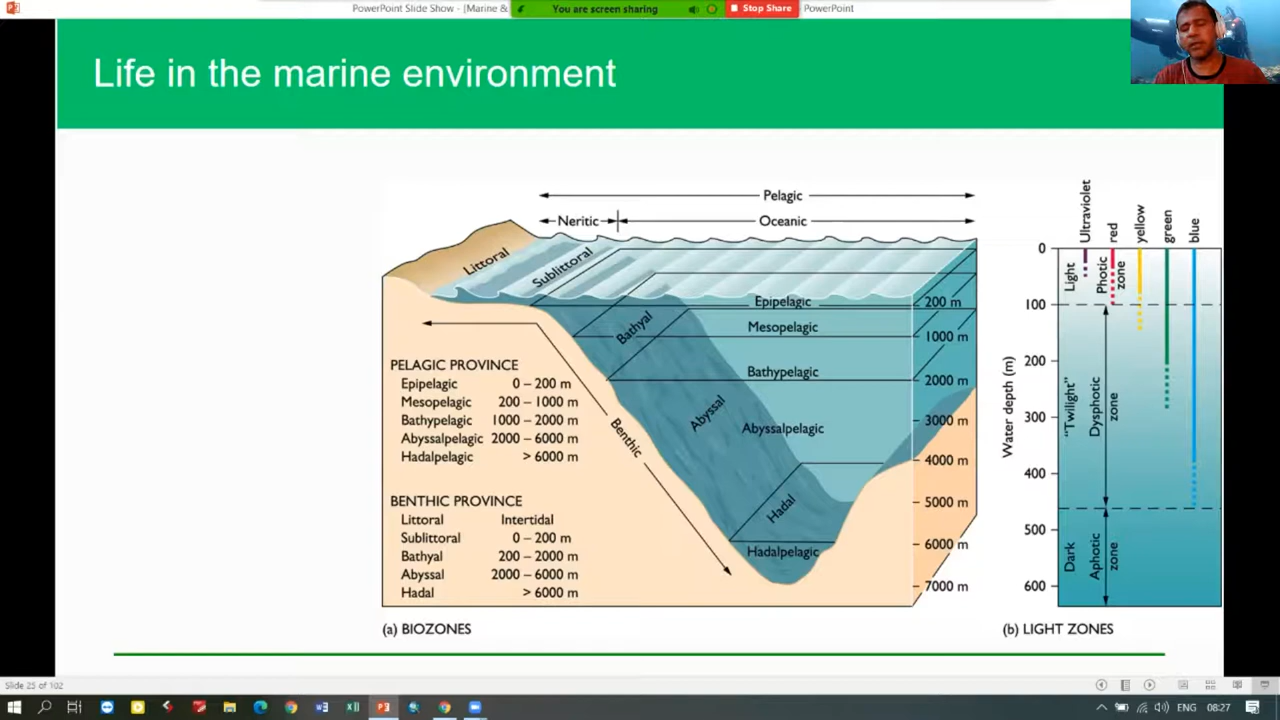 PowerPoint Slide Show - [Marine &
You are screen sharing
Stop Share
PowerPoint
Life in the marine environment
Pelagic
Neritic
Oceanic
Littoral
Sublittoral
Epipelagic
200 m
Bathyal
Mesopelagic
1000 m
Bathypelagic
2000 m
Abyssal
Abyssalpelagic
3000 m
4000 m
Benthic
Hadal
5000 m
Hadalpelagic
6000 m
7000 m
PELAGIC PROVINCE
Epipelagic 0 – 200 m
Mesopelagic 200 – 1000 m
Bathypelagic 1000 – 2000 m
Abyssalpelagic 2000 – 6000 m
Hadalpelagic > 6000 m
BENTHIC PROVINCE
Littoral Intertidal
Sublittoral 0 – 200 m
Bathyal 200 – 2000 m
Abyssal 2000 – 6000 m
Hadal > 6000 m
(a) BIOZONES
Ultraviolet
red
yellow
green
blue
Water depth (m)
0
100
200
300
400
500
600
Light
Photic
zone
"Twilight"
Dysphotic
zone
Dark
Aphotic
zone
(b) LIGHT ZONES
Slide 25 of 102
ENG
08:27